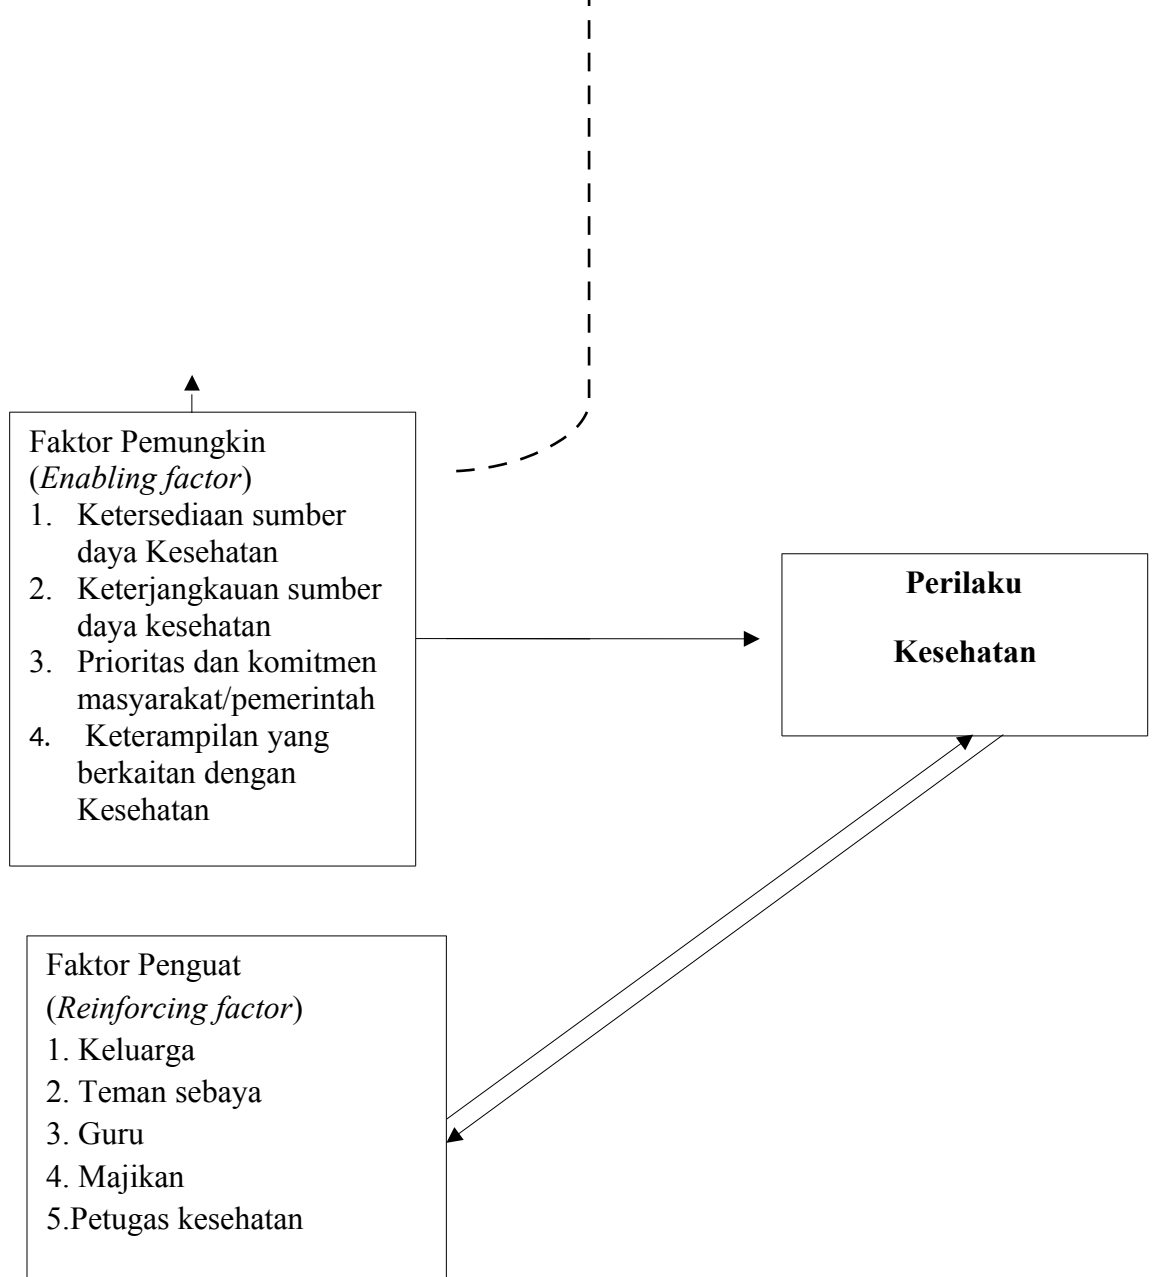 Faktor Pemungkin
(Enabling factor)
1. Ketersediaan sumber
daya Kesehatan
2. Keterjangkauan sumber
daya kesehatan
3. Prioritas dan komitmen
masyarakat/pemerintah
4. Keterampilan yang
berkaitan dengan
Kesehatan
Perilaku
Kesehatan
Faktor Penguat
(Reinforcing factor)
1. Keluarga
2. Teman sebaya
3. Guru
4. Majikan
5.Petugas kesehatan